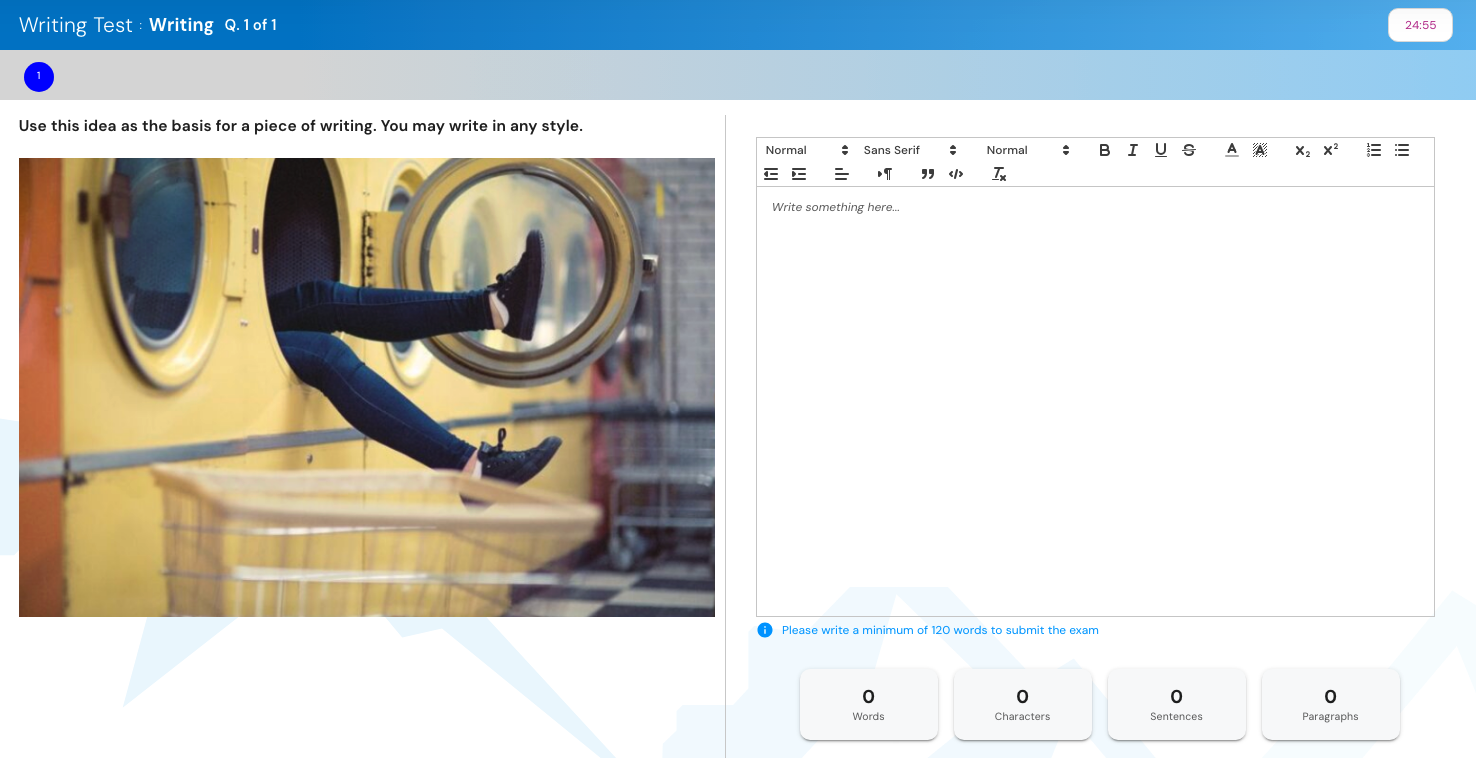 Writing Test : Writing Q. 1 of 1
24:55
1
Use this idea as the basis for a piece of writing. You may write in any style.
Normal Sans Serif Normal
Write something here...
Please write a minimum of 120 words to submit the exam
0 0 0 0
Words Characters Sentences Paragraphs